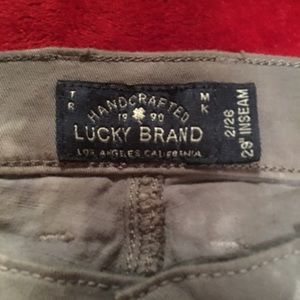 TR
MK
HANDCRAFTED
19 90
LUCKY BRAND
LOS ANGELES CALIFORNIA
2/26
29" INSEAM